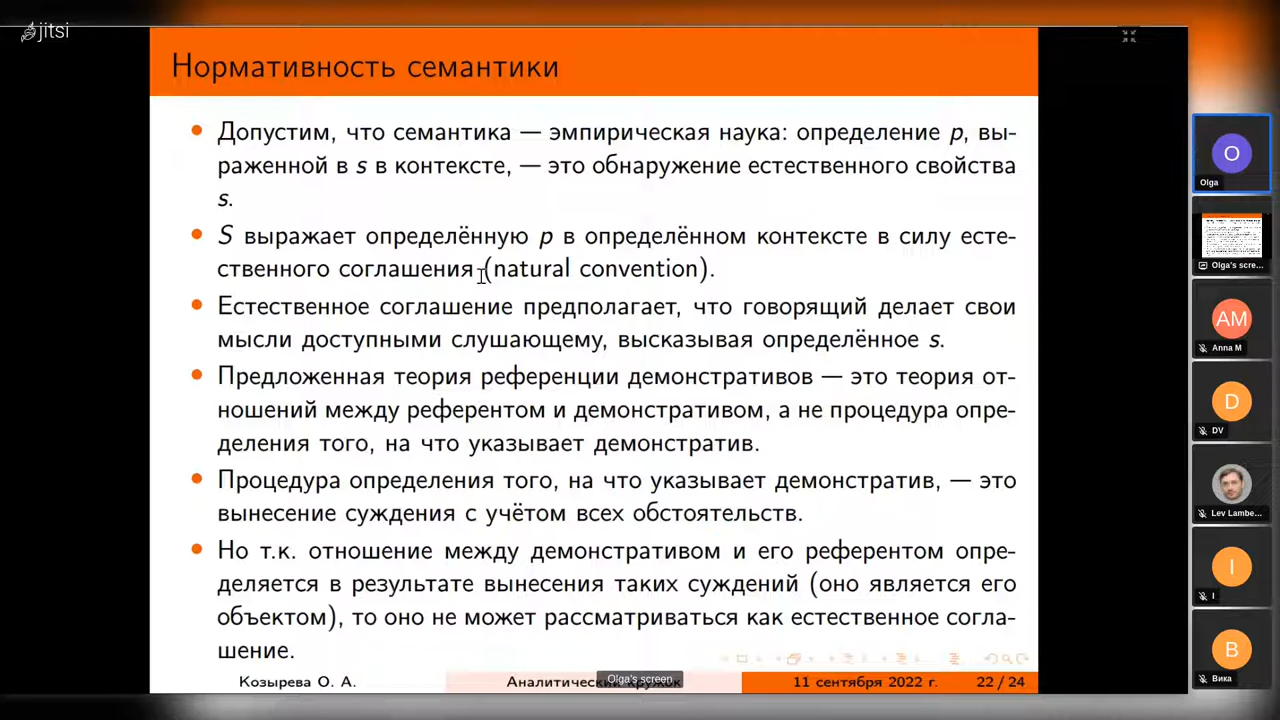 jitsi
Нормативность семантики
Допустим, что семантика — эмпирическая наука: определение p, вы-
раженной в s в контексте, — это обнаружение естественного свойства
s.
S выражает определённую p в определённом контексте в силу есте-
ственного соглашения (natural convention).
Естественное соглашение предполагает, что говорящий делает свои
мысли доступными слушающему, высказывая определённое s.
Предложенная теория референции демонстративов — это теория от-
ношений между референтом и демонстративом, а не процедура опре-
деления того, на что указывает демонстратив.
Процедура определения того, на что указывает демонстратив, — это
вынесение суждения с учётом всех обстоятельств.
Но т.к. отношение между демонстративом и его референтом опре-
деляется в результате вынесения таких суждений (оно является его
объектом), то оно не может рассматриваться как естественное согла-
шение.
Козырева О. А.
Аналитический кружок
11 сентября 2022 г.
22 / 24
Olga's screen
O
Olga
Olga's scre...
AM
Anna M
D
DV
Lev Lambe...
I
I
В
Вика